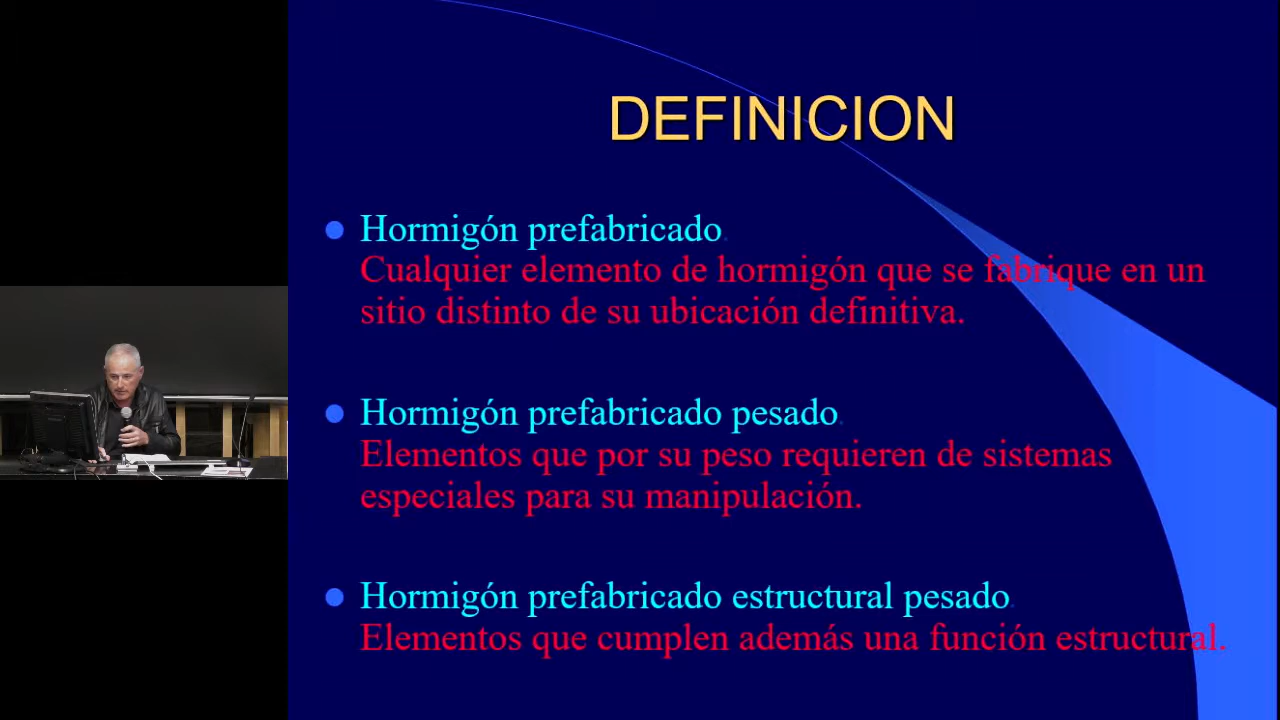 DEFINICION
Hormigón prefabricado.
Cualquier elemento de hormigón que se fabrique en un
sitio distinto de su ubicación definitiva.
Hormigón prefabricado pesado.
Elementos que por su peso requieren de sistemas
especiales para su manipulación.
Hormigón prefabricado estructural pesado.
Elementos que cumplen además una función estructural.